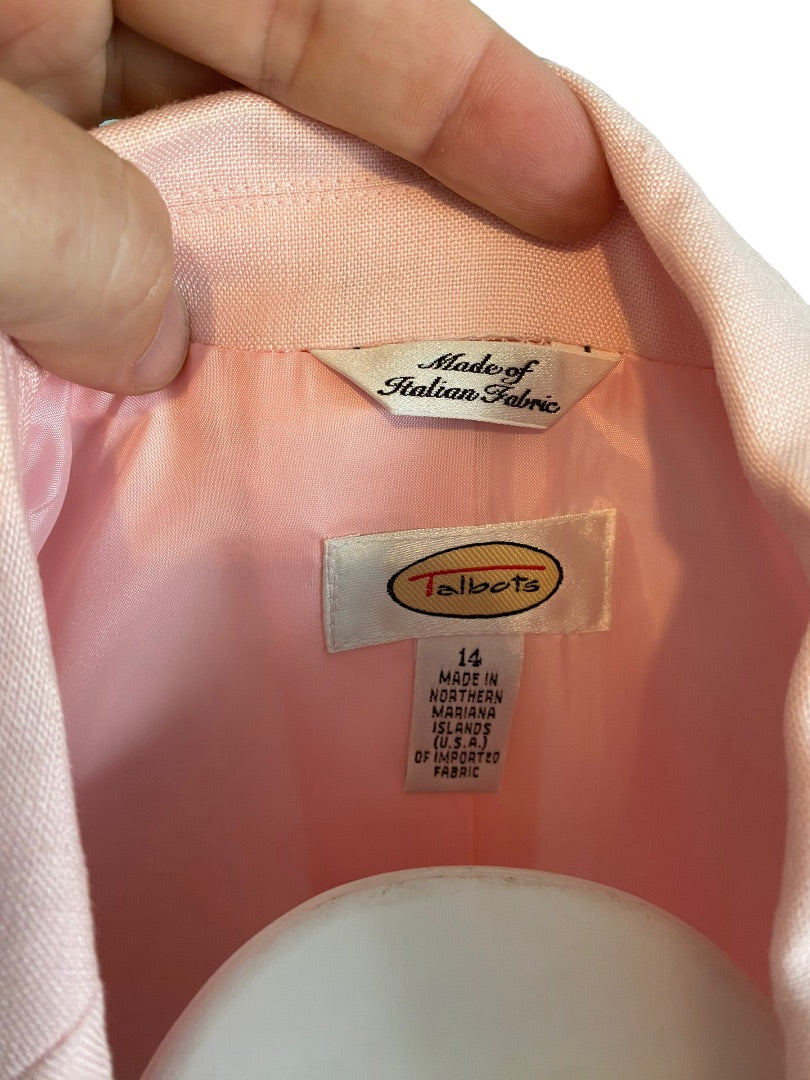 Made of
Italian Fabric
Talbots
14
MADE IN
NORTHERN
MARIANA
ISLANDS
(U.S.A.)
OF IMPORTED
FABRIC